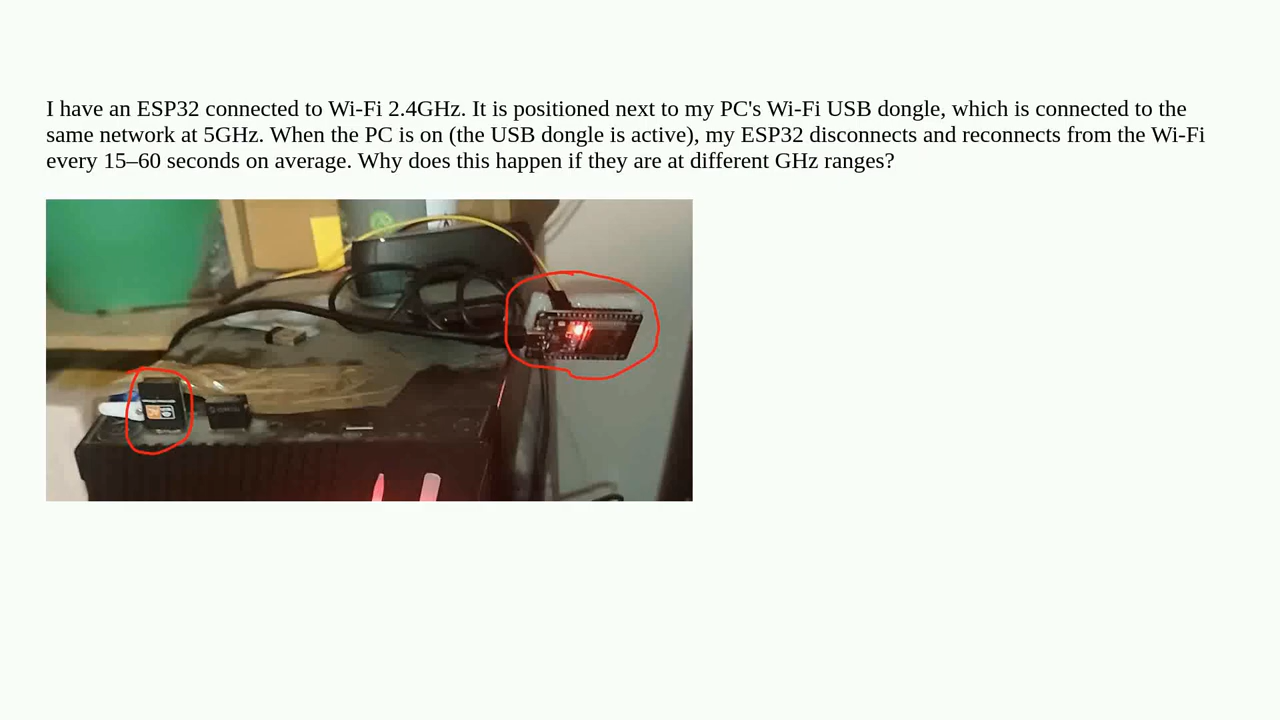 I have an ESP32 connected to Wi-Fi 2.4GHz. It is positioned next to my PC's Wi-Fi USB dongle, which is connected to the
same network at 5GHz. When the PC is on (the USB dongle is active), my ESP32 disconnects and reconnects from the Wi-Fi
every 15–60 seconds on average. Why does this happen if they are at different GHz ranges?